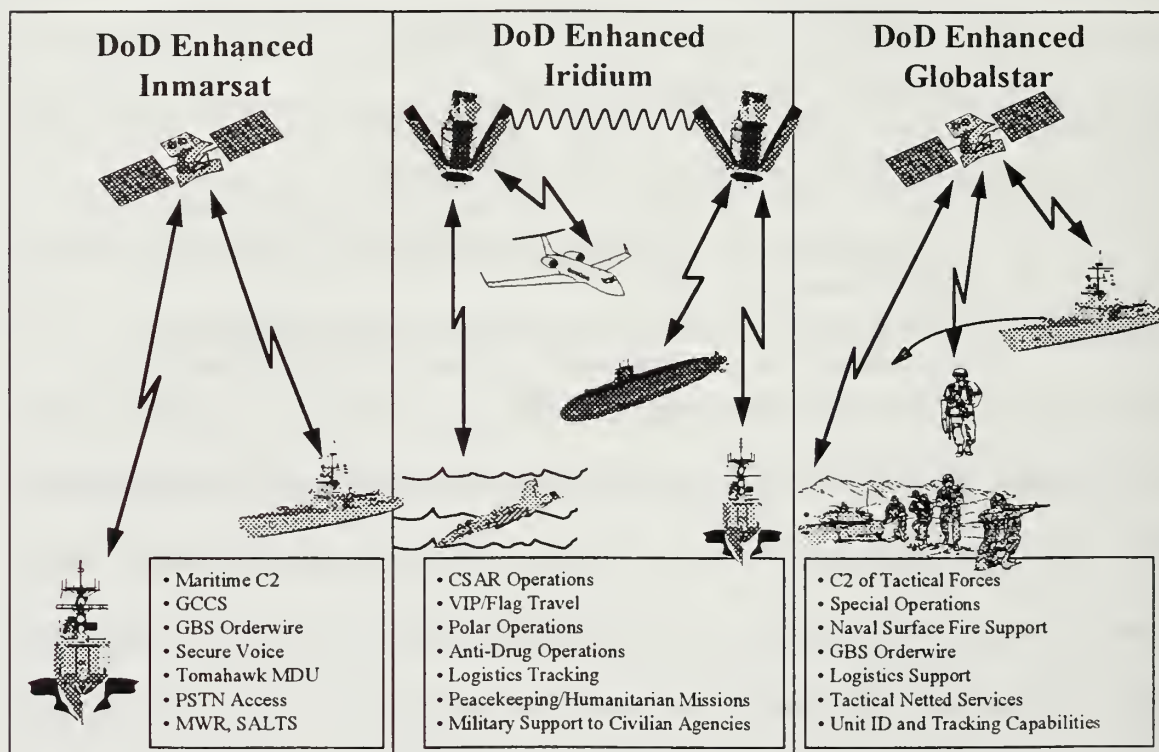 DoD Enhanced
Inmarsat
• Maritime C2
• GCCS
• GBS Orderwire
• Secure Voice
• Tomahawk MDU
• PSTN Access
• MWR, SALTS
DoD Enhanced
Iridium
• CSAR Operations
• VIP/Flag Travel
• Polar Operations
• Anti-Drug Operations
• Logistics Tracking
• Peacekeeping/Humanitarian Missions
• Military Support to Civilian Agencies
DoD Enhanced
Globalstar
• C2 of Tactical Forces
• Special Operations
• Naval Surface Fire Support
• GBS Orderwire
• Logistics Support
• Tactical Netted Services
• Unit ID and Tracking Capabilities